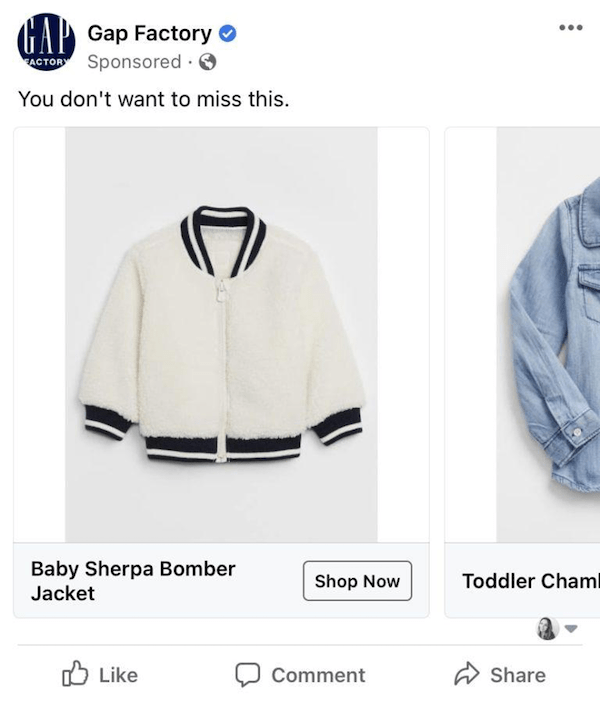 GAP
FACTORY
Gap Factory
Sponsored ·
You don't want to miss this.
Baby Sherpa Bomber
Jacket
Shop Now
Toddler Cham
Like
Comment
Share